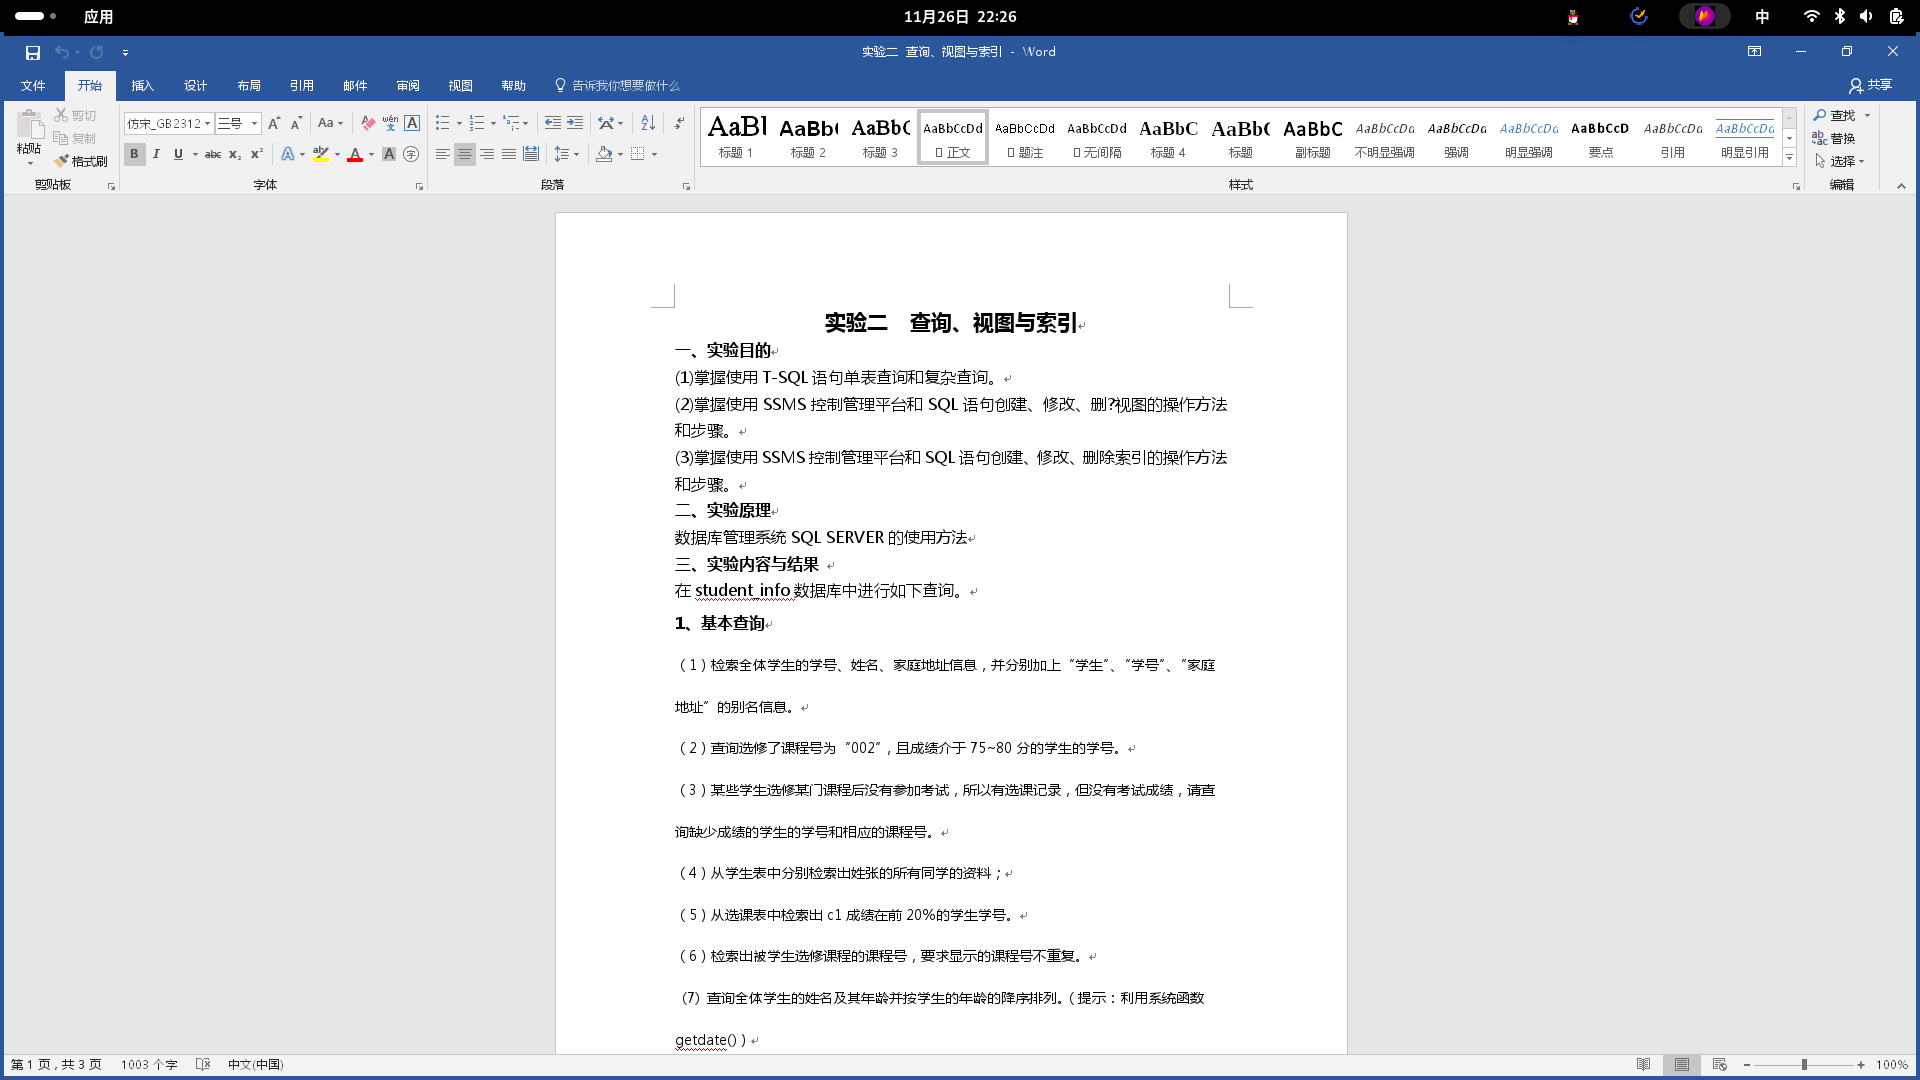 应用
11月26日 22:26
中
实验二 查询、视图与索引 - Word
文件 开始 插入 设计 布局 引用 邮件 审阅 视图 帮助 告诉我你想要做什么 共享
粘贴 剪切 复制 格式刷
仿宋_GB2312 三号
查找 替换 选择
AaBl AaBb( AaBb( AaBbCcDd AaBbCcDd AaBbCcDd AaBbC AaBb( AaBbC AaBbCcDd AaBbCcDd AaBbCcDd AaBbCcD AaBbCcDd AaBbCcDd
标题 1 标题 2 标题 3 正文 题注 无间隔 标题 4 标题 副标题 不明显强调 强调 明显强调 要点 引用 明显引用
剪贴板 字体 段落 样式 编辑
实验二 查询、视图与索引
一、实验目的
(1)掌握使用 T-SQL 语句单表查询和复杂查询。
(2)掌握使用 SSMS 控制管理平台和 SQL 语句创建、修改、删?视图的操作方法
和步骤。
(3)掌握使用 SSMS 控制管理平台和 SQL 语句创建、修改、删除索引的操作方法
和步骤。
二、实验原理
数据库管理系统 SQL SERVER 的使用方法
三、实验内容与结果
在 student_info 数据库中进行如下查询。
1、基本查询
（1）检索全体学生的学号、姓名、家庭地址信息，并分别加上“学生”、“学号”、“家庭
地址”的别名信息。
（2）查询选修了课程号为“002”，且成绩介于 75~80 分的学生的学号。
（3）某些学生选修某门课程后没有参加考试，所以有选课记录，但没有考试成绩，请查
询缺少成绩的学生的学号和相应的课程号。
（4）从学生表中分别检索出姓张的所有同学的资料；
（5）从选课表中检索出 c1 成绩在前 20%的学生学号。
（6）检索出被学生选修课程的课程号，要求显示的课程号不重复。
(7) 查询全体学生的姓名及其年龄并按学生的年龄的降序排列。（提示：利用系统函数
getdate()）
第 1 页，共 3 页 1003 个字 中文(中国) 100%